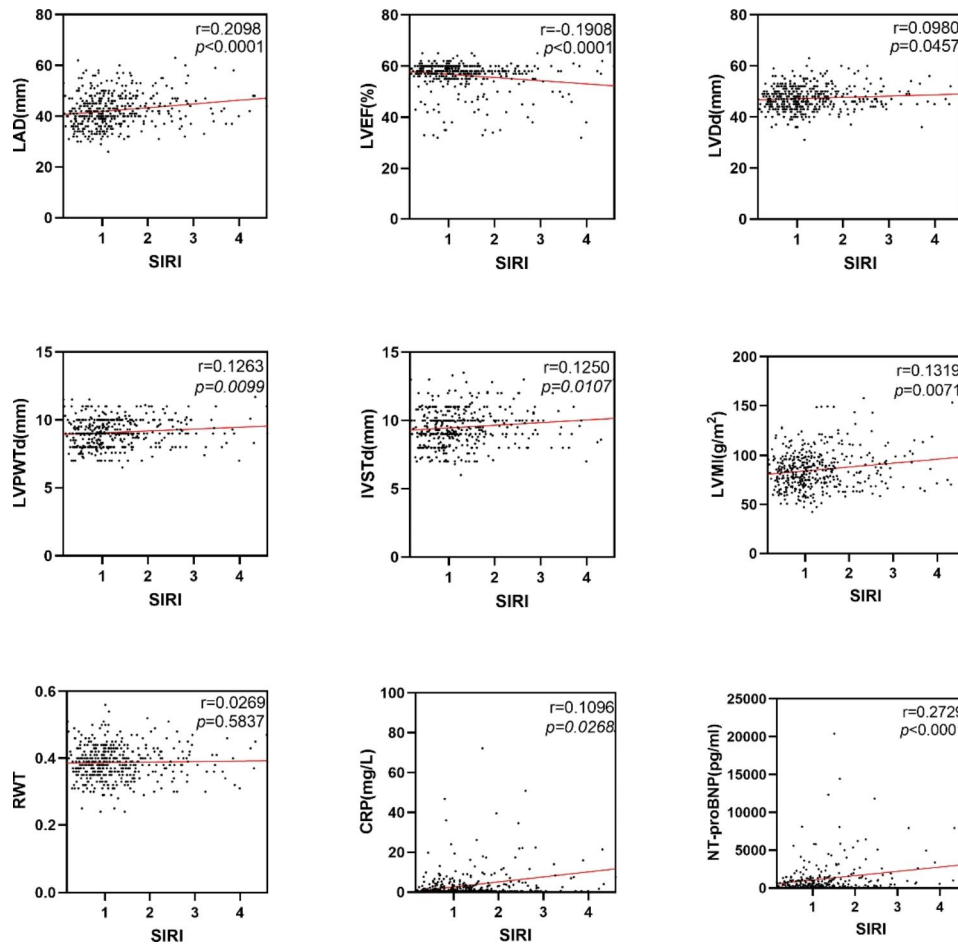 80
60
40
20
0
LAD(mm)
r=0.2098
p<0.0001
1 2 3 4
SIRI
80
60
40
20
0
LVEF(%)
r=-0.1908
p<0.0001
1 2 3 4
SIRI
80
60
40
20
0
LVDd(mm)
r=0.0980
p=0.0457
1 2 3 4
SIRI
15
10
5
0
LVPWTd(mm)
r=0.1263
p=0.0099
1 2 3 4
SIRI
15
10
5
0
IVSTd(mm)
r=0.1250
p=0.0107
1 2 3 4
SIRI
200
150
100
50
0
LVMI(g/m²)
r=0.1319
p=0.0071
1 2 3 4
SIRI
0.6
0.4
0.2
0.0
RWT
r=0.0269
p=0.5837
1 2 3 4
SIRI
100
80
60
40
20
0
CRP(mg/L)
r=0.1096
p=0.0268
1 2 3 4
SIRI
25000
20000
15000
10000
5000
0
NT-proBNP(pg/ml)
r=0.2729
p<0.000
1 2 3 4
SIRI